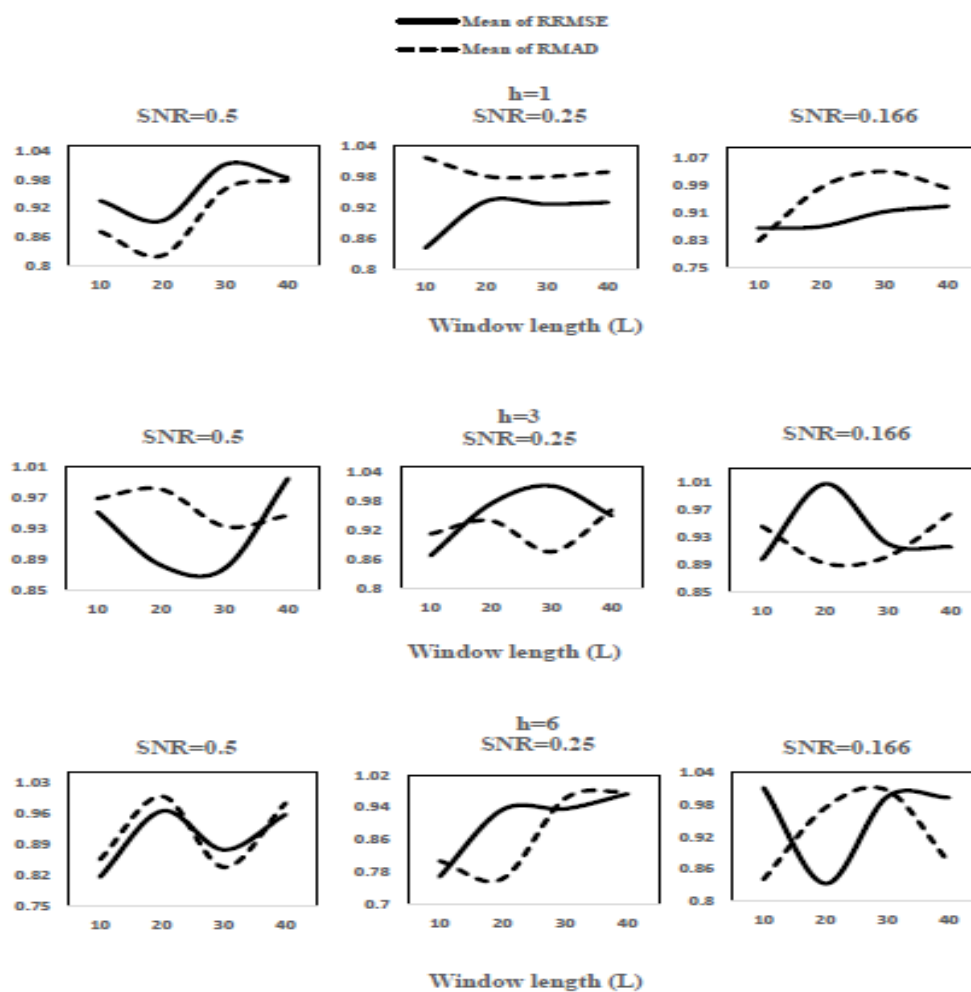 Mean of RRMSE
Mean of RMAD
h=1
SNR=0.5 SNR=0.25 SNR=0.166
1.04
0.98
0.92
0.86
0.8
10 20 30 40
1.04
0.98
0.92
0.86
0.8
10 20 30 40
1.07
0.99
0.91
0.83
0.75
10 20 30 40
Window length (L)
h=3
SNR=0.5 SNR=0.25 SNR=0.166
1.01
0.97
0.93
0.89
0.85
10 20 30 40
1.04
0.98
0.92
0.86
0.8
10 20 30 40
1.01
0.97
0.93
0.89
0.85
10 20 30 40
Window length (L)
h=6
SNR=0.5 SNR=0.25 SNR=0.166
1.03
0.96
0.89
0.82
0.75
10 20 30 40
1.02
0.94
0.86
0.78
0.7
10 20 30 40
1.04
0.98
0.92
0.86
0.8
10 20 30 40
Window length (L)